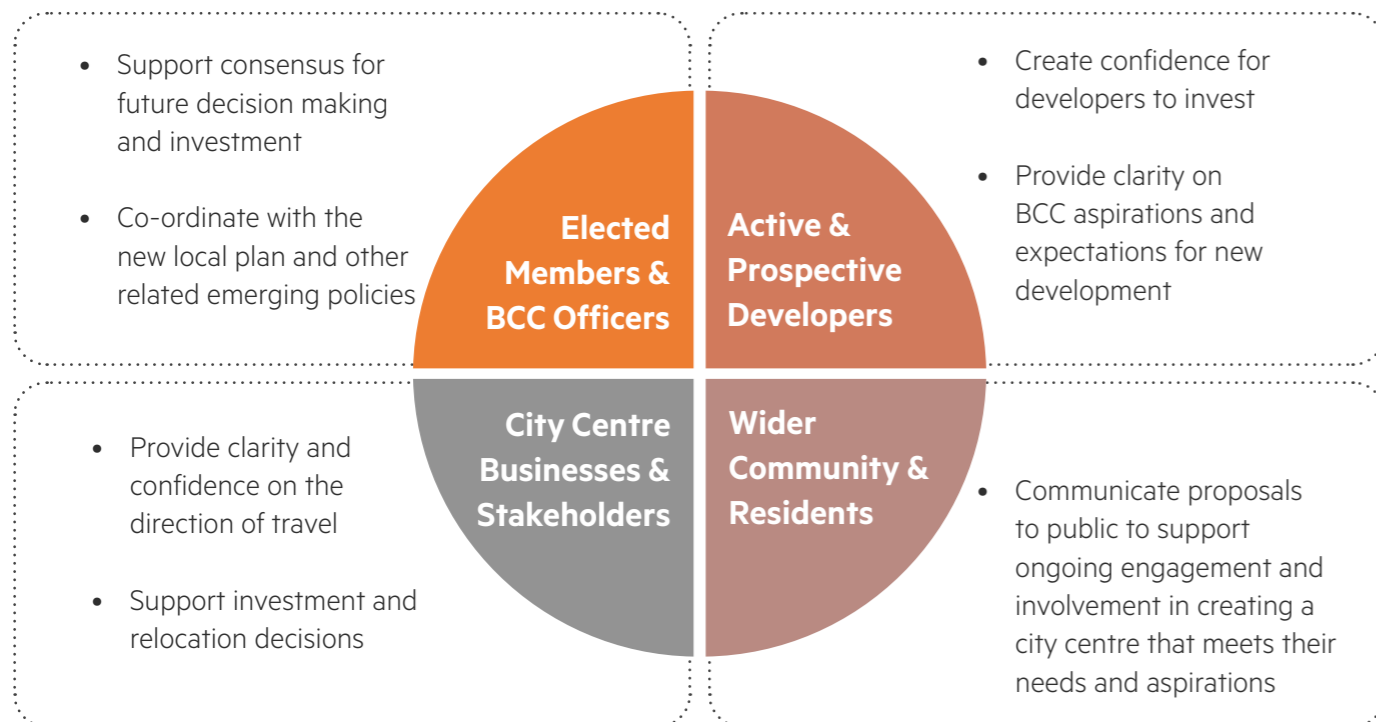 • Support consensus for
future decision making
and investment
• Co-ordinate with the
new local plan and other
related emerging policies
Elected
Members &
BCC Officers
Active &
Prospective
Developers
• Create confidence for
developers to invest
• Provide clarity on
BCC aspirations and
expectations for new
development
• Provide clarity and
confidence on the
direction of travel
• Support investment and
relocation decisions
City Centre
Businesses &
Stakeholders
Wider
Community &
Residents
• Communicate proposals
to public to support
ongoing engagement and
involvement in creating a
city centre that meets their
needs and aspirations